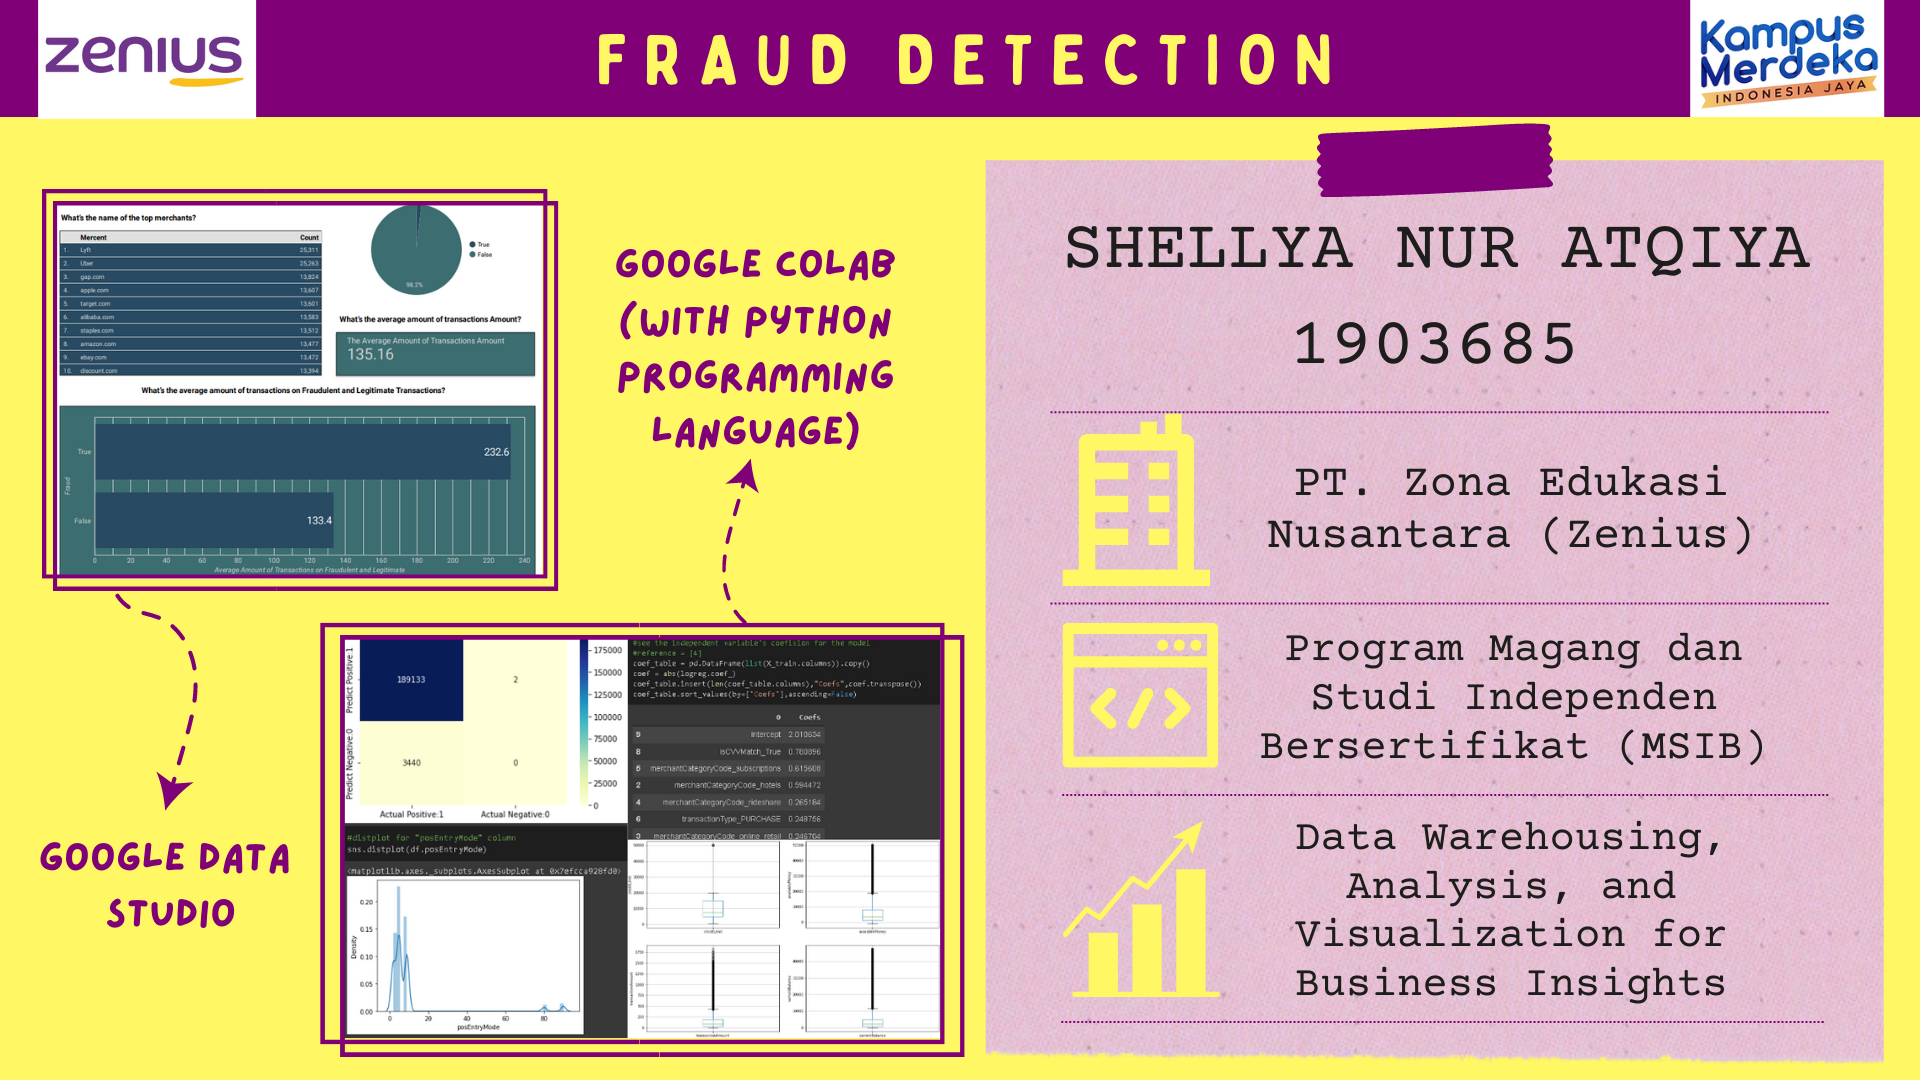 zenius
FRAUD DETECTION
Kampus
Merdeka
INDONESIA JAYA
What's the name of the top merchants?
Mercent Count
1. Lyft 25,311
2. Uber 25,263
3. gap.com 13,824
4. apple.com 13,607
5. target.com 13,601
6. alibaba.com 13,583
7. staples.com 13,512
8. amazon.com 13,477
9. ebay.com 13,472
10. discount.com 13,394
True
False
98.2%
What's the average amount of transactions Amount?
The Average Amount of Transactions Amount
135.16
What's the average amount of transactions on Fraudulent and Legitimate Transactions?
Fraud
True 232.6
False 133.4
0 20 40 60 80 100 120 140 160 180 200 220 240
Average Amount of Transactions on Fraudulent and Legitimate
GOOGLE DATA
STUDIO
GOOGLE COLAB
(WITH PYTHON
PROGRAMMING
LANGUAGE)
Predict Positive:1
Predict Negative:0
189133 2
3440 0
Actual Positive:1 Actual Negative:0
175000
150000
125000
100000
75000
50000
25000
0
#see the independent variable's coefision for the model
#reference = [4]
coef_table = pd.DataFrame(list(X_train.columns)).copy()
coef = abs(logreg.coef_)
coef_table.insert(len(coef_table.columns),"Coefs",coef.transpose())
coef_table.sort_values(by=["Coefs"],ascending=False)
0 Coefs
9 Intercept 2.010634
8 isCVVMatch_True 0.780896
5 merchantCategoryCode_subscriptions 0.615608
2 merchantCategoryCode_hotels 0.594472
4 merchantCategoryCode_rideshare 0.265184
6 transactionType_PURCHASE 0.248756
3 merchantCategoryCode_online_retail 0.246704
#distplot for "posEntryMode" column
sns.distplot(df.posEntryMode)
<matplotlib.axes._subplots.AxesSubplot at 0x7efcca928fd0>
Density
0.20
0.15
0.10
0.05
0.00
0 20 40 60 80
posEntryMode
SHELLYA NUR ATQIYA
1903685
PT. Zona Edukasi
Nusantara (Zenius)
Program Magang dan
Studi Independen
Bersertifikat (MSIB)
Data Warehousing,
Analysis, and
Visualization for
Business Insights